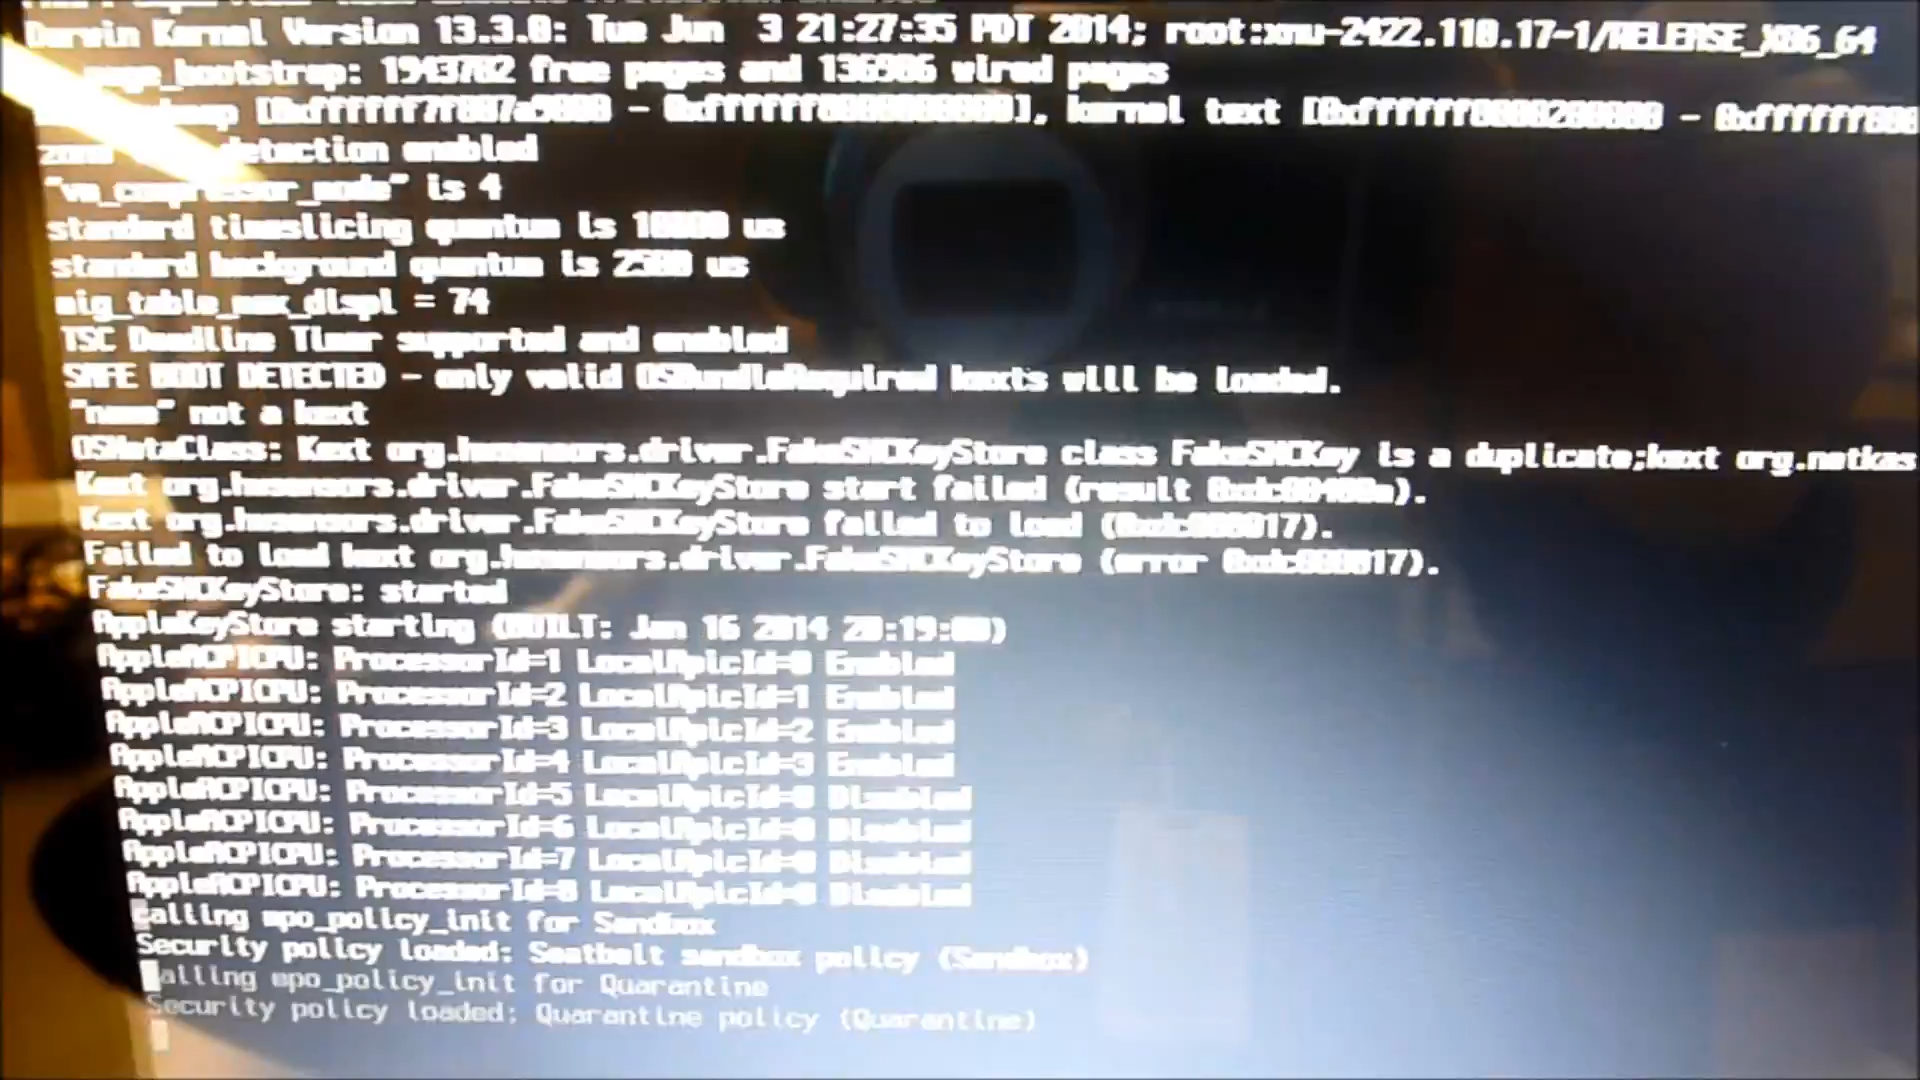 Darwin Kernel Version 13.3.0: Tue Jun 3 21:27:35 PDT 2014; root:xnu-2422.110.17-1/RELEASE_X86_64
page_bootstrap: 1943782 free pages and 136986 wired pages
kernel text
zone detection enabled
"vm_compressor_mode" is 4
standard timeslicing quantum is 10000 us
standard background quantum is 2500 us
mig_table_max_displ = 74
TSC Deadline Timer supported and enabled
SAFE BOOT DETECTED - only valid OSBundleRequired kexts will be loaded.
"name" not a kext
OSMetaClass: Kext org.hwsensors.driver.FakeSMCKeyStore class FakeSMCKey is a duplicate;kext org.netkas
Kext org.hwsensors.driver.FakeSMCKeyStore start failed (result 0xdc00400a).
Kext org.hwsensors.driver.FakeSMCKeyStore failed to load (0xdc008017).
Failed to load kext org.hwsensors.driver.FakeSMCKeyStore (error 0xdc008017).
FakeSMCKeyStore: started
AppleKeyStore starting (BUILT: Jan 16 2014 20:19:00)
AppleACPICPU: ProcessorId=1 LocalApicId=0 Enabled
AppleACPICPU: ProcessorId=2 LocalApicId=1 Enabled
AppleACPICPU: ProcessorId=3 LocalApicId=2 Enabled
AppleACPICPU: ProcessorId=4 LocalApicId=3 Enabled
AppleACPICPU: ProcessorId=5 LocalApicId=0 Disabled
AppleACPICPU: ProcessorId=6 LocalApicId=0 Disabled
AppleACPICPU: ProcessorId=7 LocalApicId=0 Disabled
AppleACPICPU: ProcessorId=8 LocalApicId=0 Disabled
calling mpo_policy_init for Sandbox
Security policy loaded: Seatbelt sandbox policy (Sandbox)
calling mpo_policy_init for Quarantine
Security policy loaded: Quarantine policy (Quarantine)